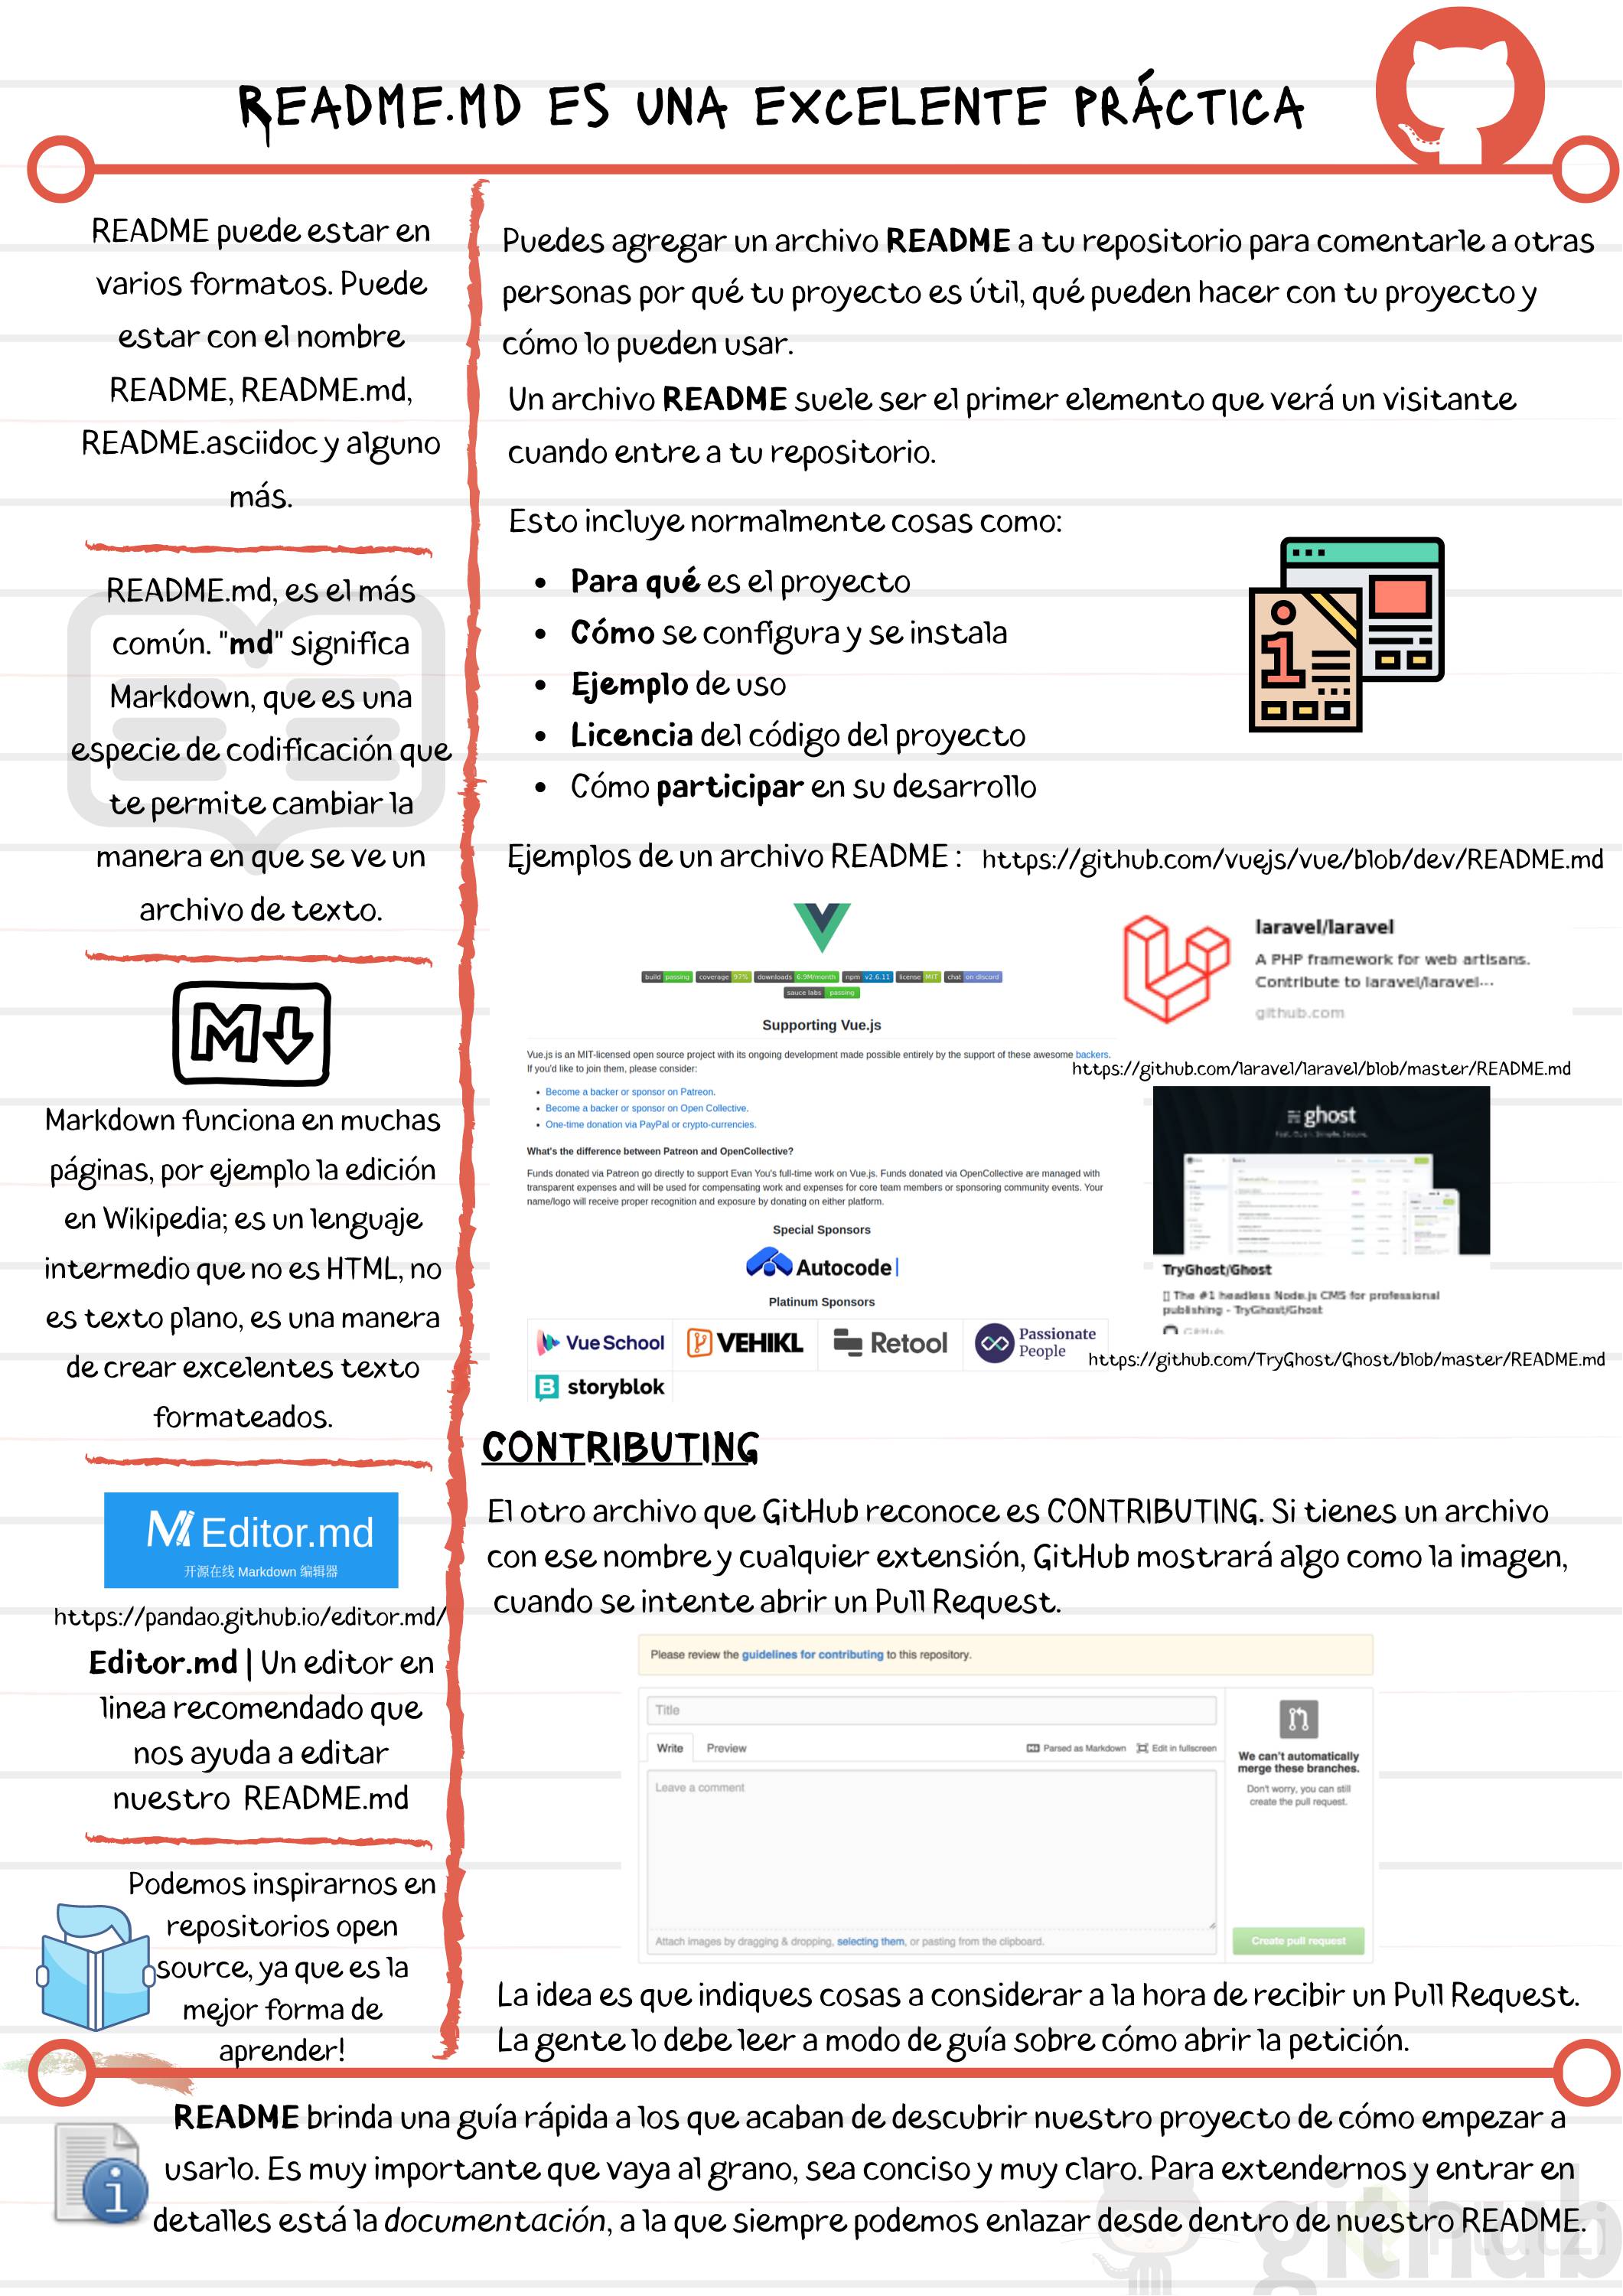 README.MD ES UNA EXCELENTE PRÁCTICA
README puede estar en
varios formatos. Puede
estar con el nombre
README, README.md,
README.asciidoc y alguno
más.
README.md, es el más
común. "md" significa
Markdown, que es una
especie de codificación que
te permite cambiar la
manera en que se ve un
archivo de texto.
M
Markdown funciona en muchas
páginas, por ejemplo la edición
en Wikipedia; es un lenguaje
intermedio que no es HTML, no
es texto plano, es una manera
de crear excelentes texto
formateados.
Editor.md
开源在线 Markdown 编辑器
https://pandao.github.io/editor.md/
Editor.md | Un editor en
linea recomendado que
nos ayuda a editar
nuestro README.md
Podemos inspirarnos en
repositorios open
source, ya que es la
mejor forma de
aprender!
Puedes agregar un archivo README a tu repositorio para comentarle a otras
personas por qué tu proyecto es útil, qué pueden hacer con tu proyecto y
cómo lo pueden usar.
Un archivo README suele ser el primer elemento que verá un visitante
cuando entre a tu repositorio.
Esto incluye normalmente cosas como:
• Para qué es el proyecto
• Cómo se configura y se instala
• Ejemplo de uso
• Licencia del código del proyecto
• Cómo participar en su desarrollo
Ejemplos de un archivo README : https://github.com/vuejs/vue/blob/dev/README.md
build passing coverage 97% downloads 6.9M/month npm v2.6.11 license MIT chat on discord
sauce labs passing
Supporting Vue.js
Vue.js is an MIT-licensed open source project with its ongoing development made possible entirely by the support of these awesome backers.
If you'd like to join them, please consider:
• Become a backer or sponsor on Patreon.
• Become a backer or sponsor on Open Collective.
• One-time donation via PayPal or crypto-currencies.
What's the difference between Patreon and OpenCollective?
Funds donated via Patreon go directly to support Evan You's full-time work on Vue.js. Funds donated via OpenCollective are managed with
transparent expenses and will be used for compensating work and expenses for core team members or sponsoring community events. Your
name/logo will receive proper recognition and exposure by donating on either platform.
Special Sponsors
Autocode
Platinum Sponsors
Vue School VEHIKL Retool Passionate People
storyblok
laravel/laravel
A PHP framework for web artisans.
Contribute to laravel/laravel...
github.com
https://github.com/laravel/laravel/blob/master/README.md
ghost
TryGhost/Ghost
The #1 headless Node.js CMS for professional
publishing - TryGhost/Ghost
GitHub
https://github.com/TryGhost/Ghost/blob/master/README.md
CONTRIBUTING
El otro archivo que GitHub reconoce es CONTRIBUTING. Si tienes un archivo
con ese nombre y cualquier extensión, GitHub mostrará algo como la imagen,
cuando se intente abrir un Pull Request.
Please review the guidelines for contributing to this repository.
Title
Write Preview Parsed as Markdown Edit in fullscreen
Leave a comment
Attach images by dragging & dropping, selecting them, or pasting from the clipboard.
We can't automatically
merge these branches.
Don't worry, you can still
create the pull request.
Create pull request
La idea es que indiques cosas a considerar a la hora de recibir un Pull Request.
La gente lo debe leer a modo de guía sobre cómo abrir la petición.
README brinda una guía rápida a los que acaban de descubrir nuestro proyecto de cómo empezar a
usarlo. Es muy importante que vaya al grano, sea conciso y muy claro. Para extendernos y entrar en
detalles está la documentación, a la que siempre podemos enlazar desde dentro de nuestro README.
github